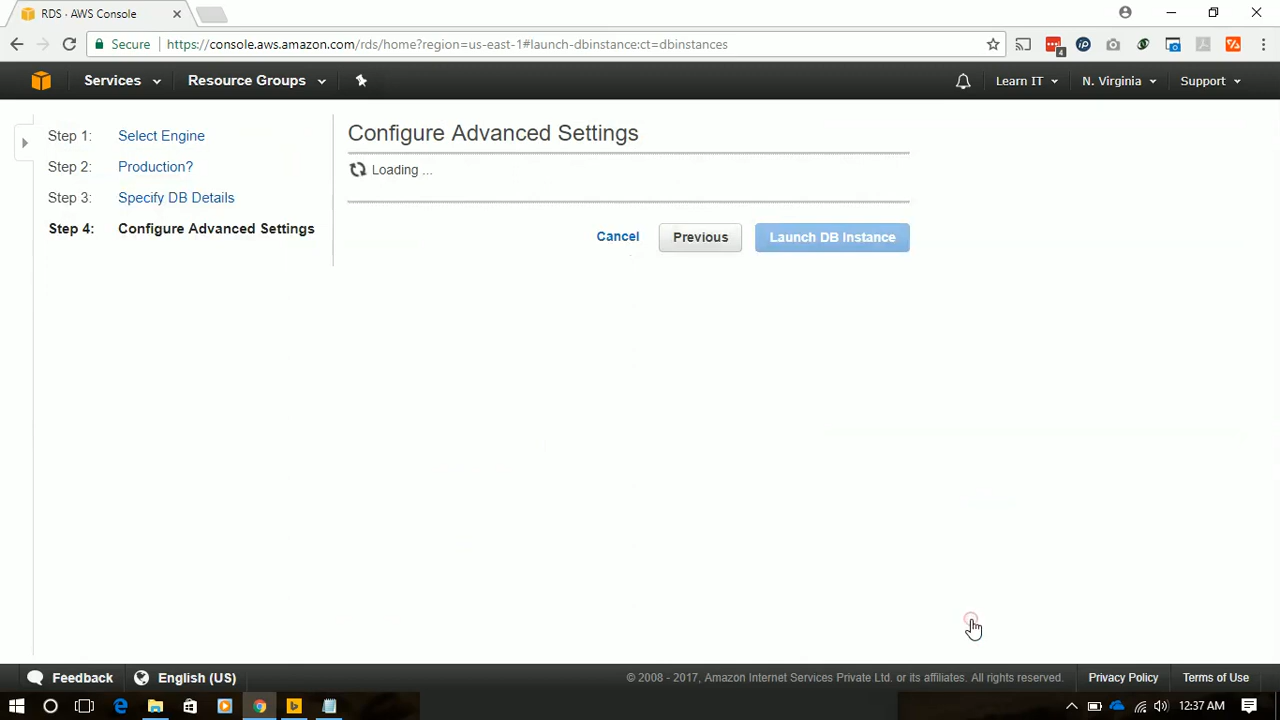 RDS - AWS Console
Secure https://console.aws.amazon.com/rds/home?region=us-east-1#launch-dbinstance:ct=dbinstances
4
Services Resource Groups Learn IT N. Virginia Support
Step 1: Select Engine
Step 2: Production?
Step 3: Specify DB Details
Step 4: Configure Advanced Settings
Configure Advanced Settings
Loading ...
Cancel Previous Launch DB Instance
Feedback English (US) © 2008 - 2017, Amazon Internet Services Private Ltd. or its affiliates. All rights reserved. Privacy Policy Terms of Use
12:37 AM